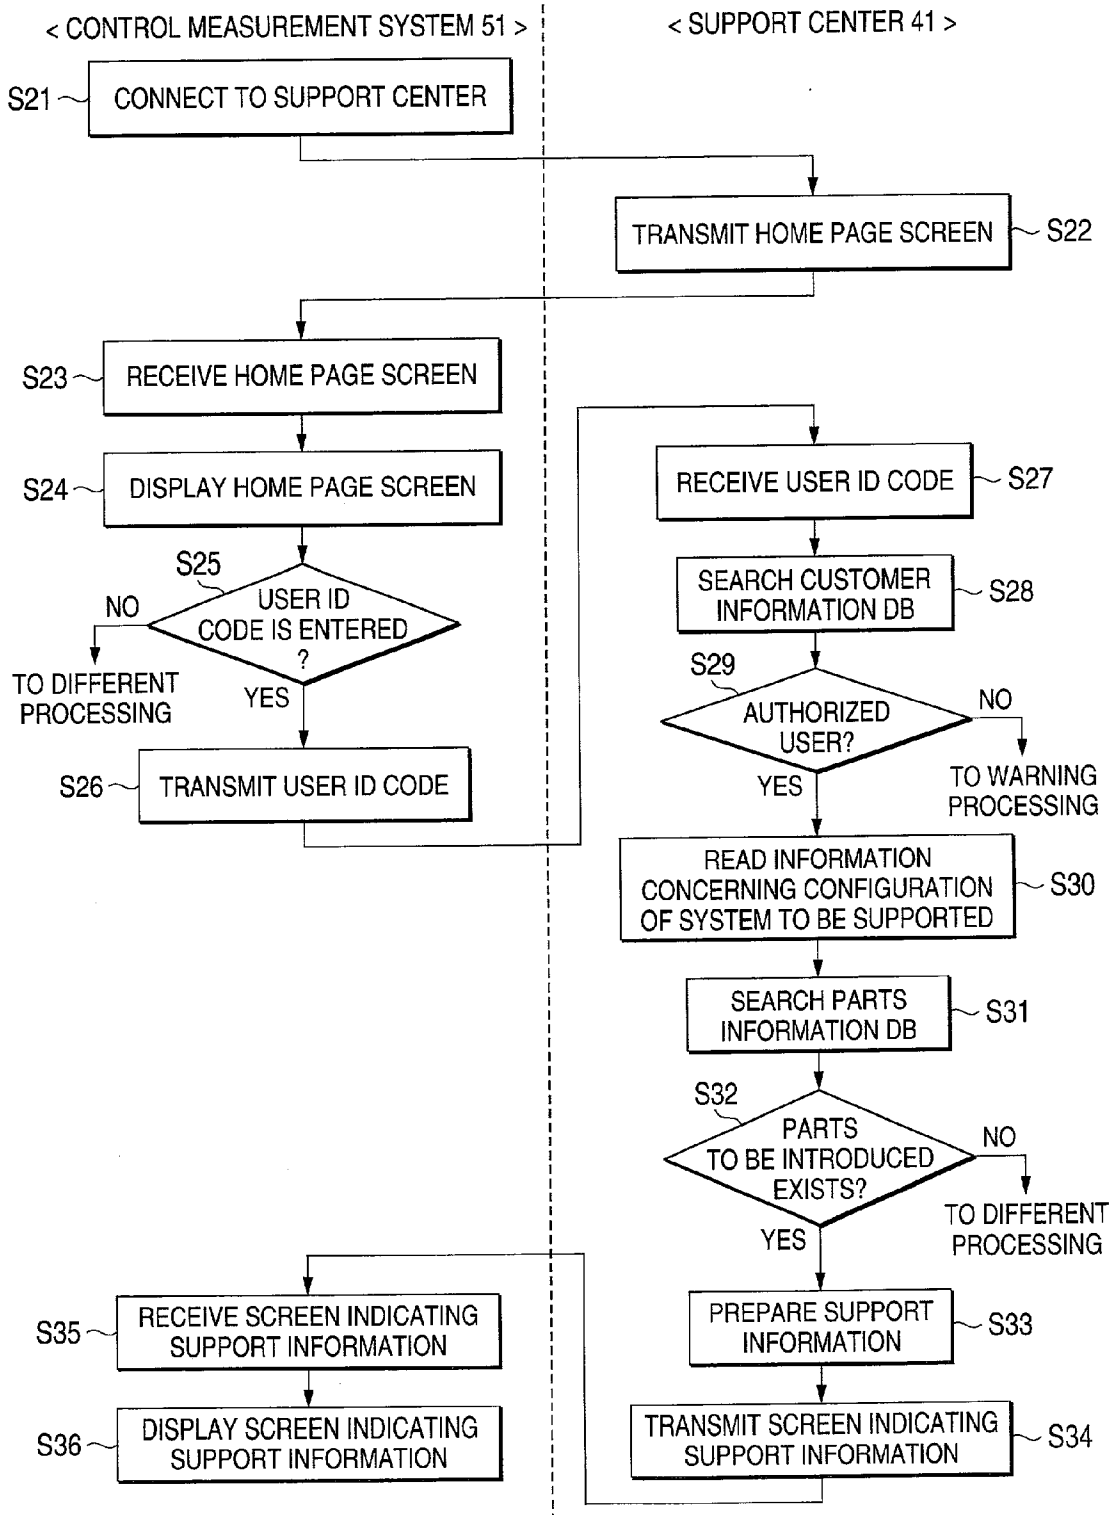 < CONTROL MEASUREMENT SYSTEM 51 >
< SUPPORT CENTER 41 >
S21
CONNECT TO SUPPORT CENTER
TRANSMIT HOME PAGE SCREEN
S22
S23
RECEIVE HOME PAGE SCREEN
S24
DISPLAY HOME PAGE SCREEN
S25
USER ID
CODE IS ENTERED
?
NO
TO DIFFERENT
PROCESSING
YES
S26
TRANSMIT USER ID CODE
RECEIVE USER ID CODE
S27
SEARCH CUSTOMER
INFORMATION DB
S28
S29
AUTHORIZED
USER?
NO
TO WARNING
PROCESSING
YES
READ INFORMATION
CONCERNING CONFIGURATION
OF SYSTEM TO BE SUPPORTED
S30
SEARCH PARTS
INFORMATION DB
S31
S32
PARTS
TO BE INTRODUCED
EXISTS?
NO
TO DIFFERENT
PROCESSING
YES
PREPARE SUPPORT
INFORMATION
S33
TRANSMIT SCREEN INDICATING
SUPPORT INFORMATION
S34
S35
RECEIVE SCREEN INDICATING
SUPPORT INFORMATION
S36
DISPLAY SCREEN INDICATING
SUPPORT INFORMATION